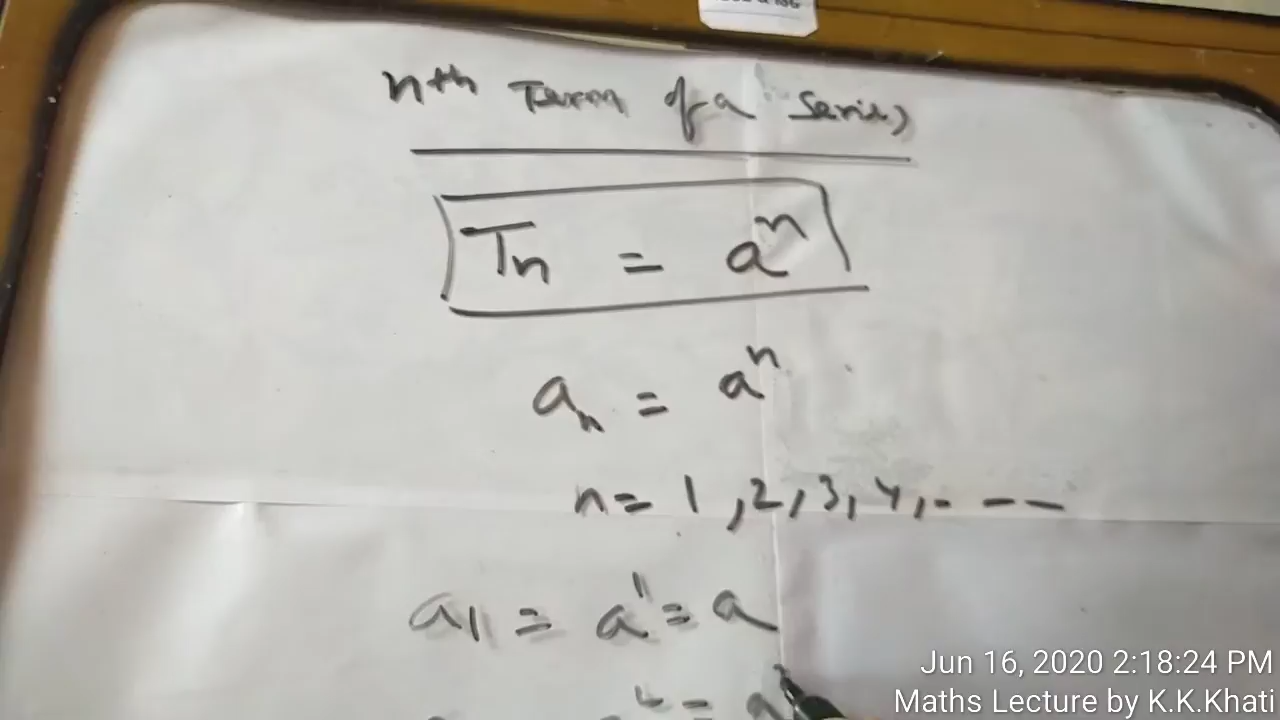 nth Term of a Series
Tn = a^n
an = a^n
n = 1, 2, 3, 4, . - -
a1 = a^1 = a
Jun 16, 2020 2:18:24 PM
Maths Lecture by K.K.Khati